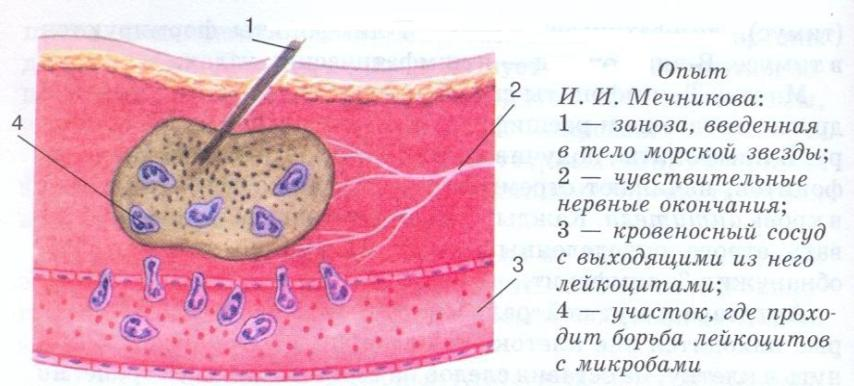 1
2
3
4
Опыт
И. И. Мечникова:
1 — заноза, введенная
в тело морской звезды;
2 — чувствительные
нервные окончания;
3 — кровеносный сосуд
с выходящими из него
лейкоцитами;
4 — участок, где прохо-
дит борьба лейкоцитов
с микробами